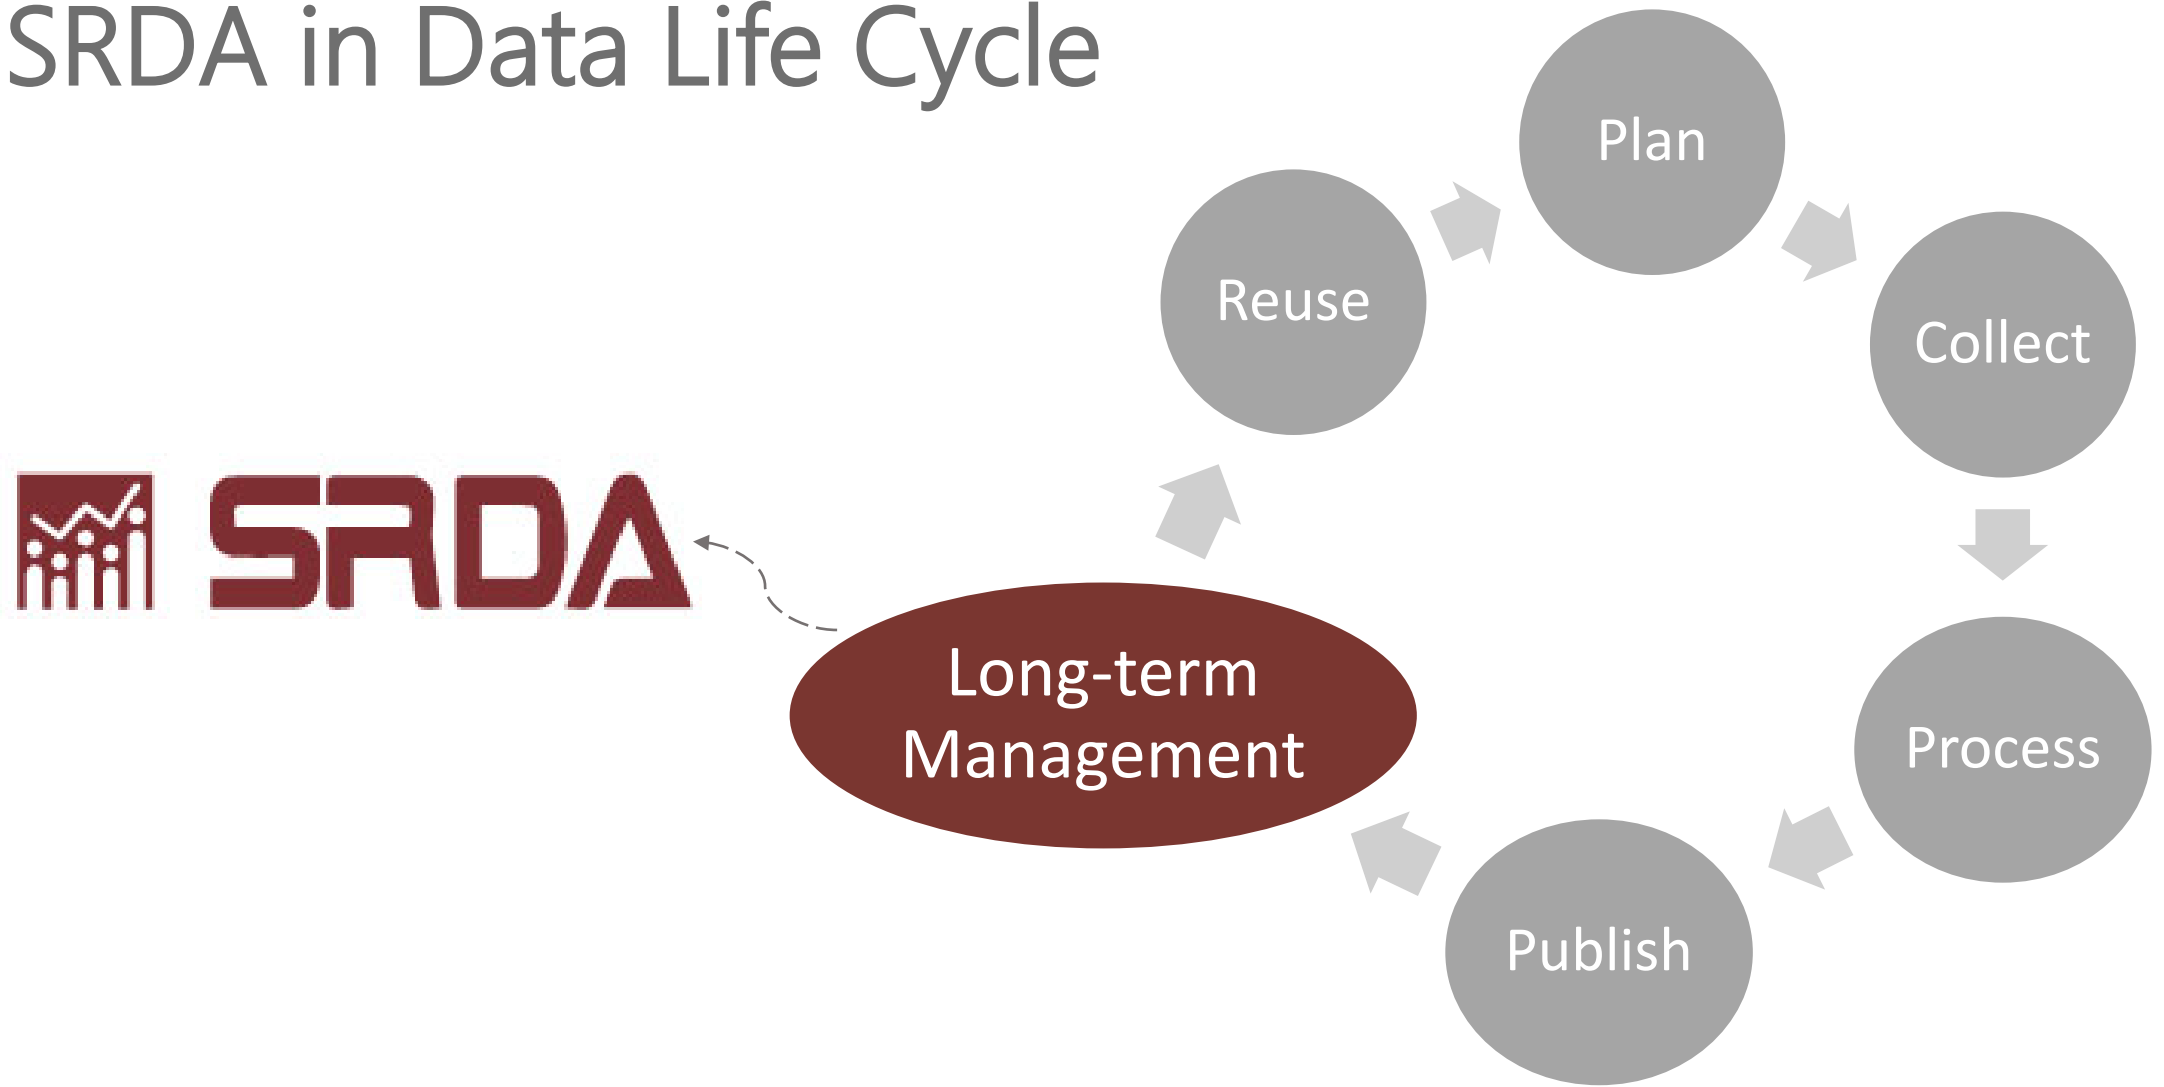 SRDA in Data Life Cycle
Plan
Reuse
Collect
SRDA
Long-term
Management
Process
Publish